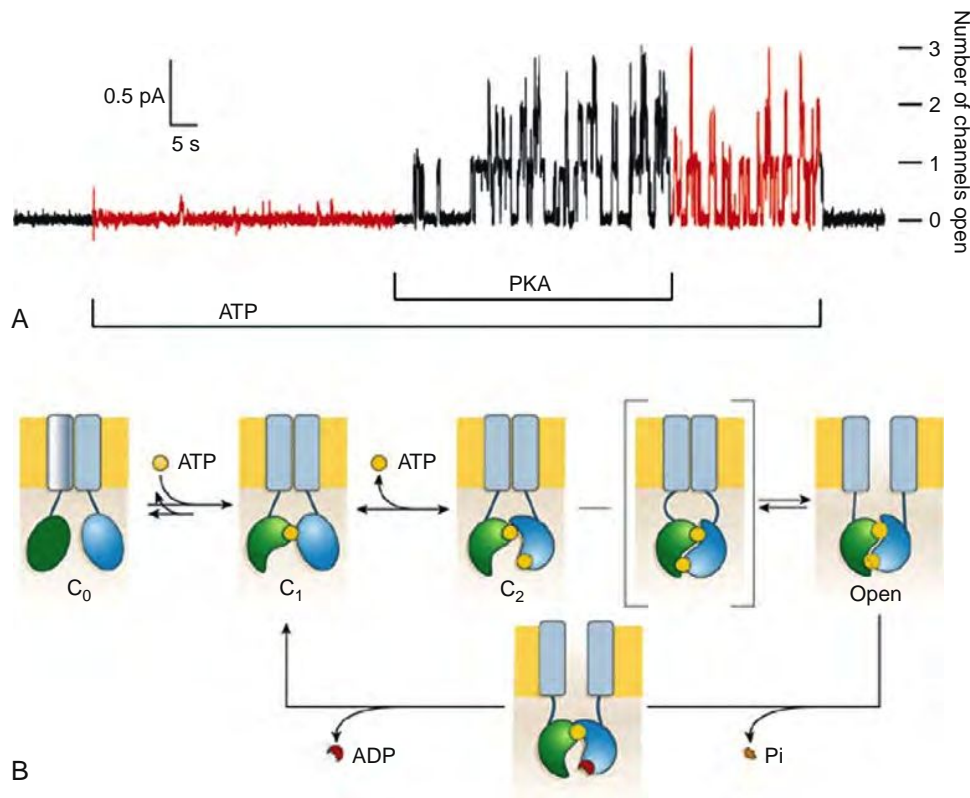 0.5 pA
5 s
3
2
1
0
Number of channels open
PKA
ATP
A
ATP
ATP
C₀
C₁
C₂
Open
ADP
Pi
B